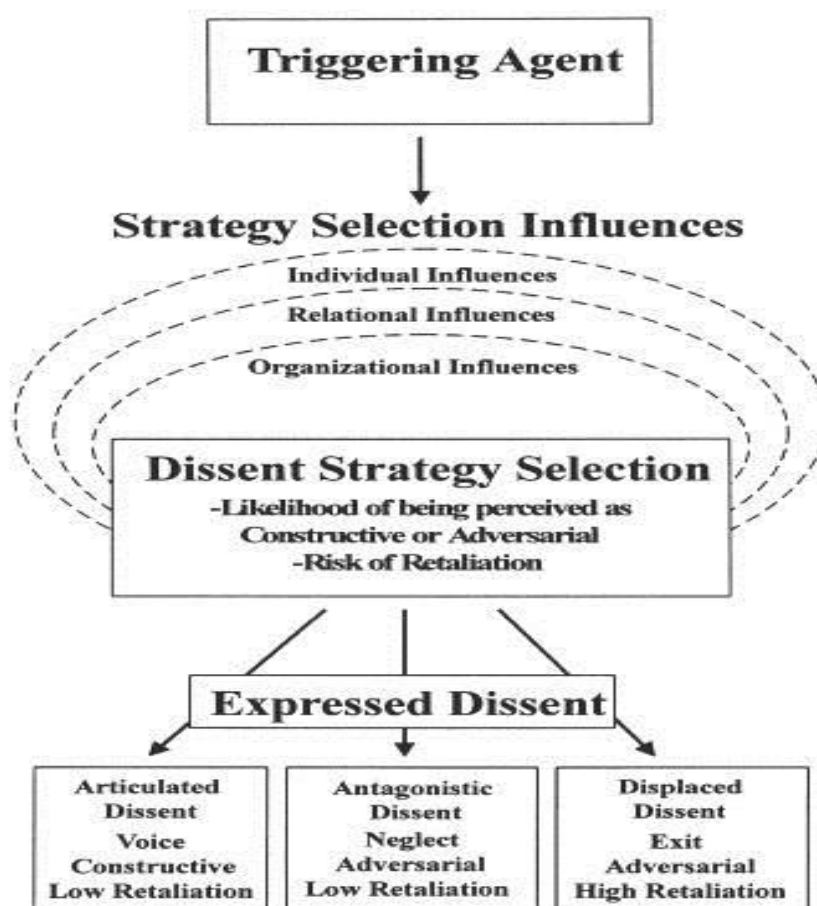 Triggering Agent
Strategy Selection Influences
Individual Influences
Relational Influences
Organizational Influences
Dissent Strategy Selection
-Likelihood of being perceived as
Constructive or Adversarial
-Risk of Retaliation
Expressed Dissent
Articulated
Dissent
Voice
Constructive
Low Retaliation
Antagonistic
Dissent
Neglect
Adversarial
Low Retaliation
Displaced
Dissent
Exit
Adversarial
High Retaliation